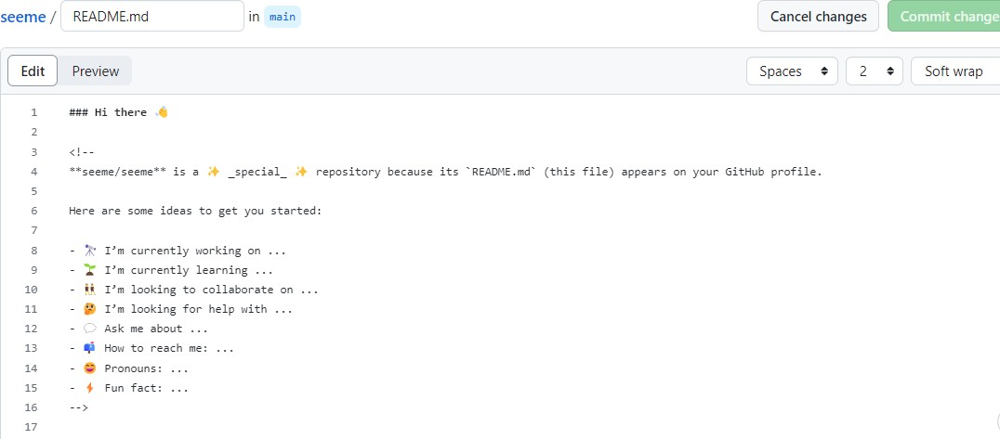 seeme / README.md in main Cancel changes Commit change
Edit Preview Spaces 2 Soft wrap
1 ### Hi there 👋
2
3 <!--
4 **seeme/seeme** is a ✨ _special_ ✨ repository because its `README.md` (this file) appears on your GitHub profile.
5
6 Here are some ideas to get you started:
7
8 - 🔭 I’m currently working on ...
9 - 🌱 I’m currently learning ...
10 - 👯 I’m looking to collaborate on ...
11 - 🤔 I’m looking for help with ...
12 - 💬 Ask me about ...
13 - 📫 How to reach me: ...
14 - 😄 Pronouns: ...
15 - ⚡ Fun fact: ...
16 -->
17